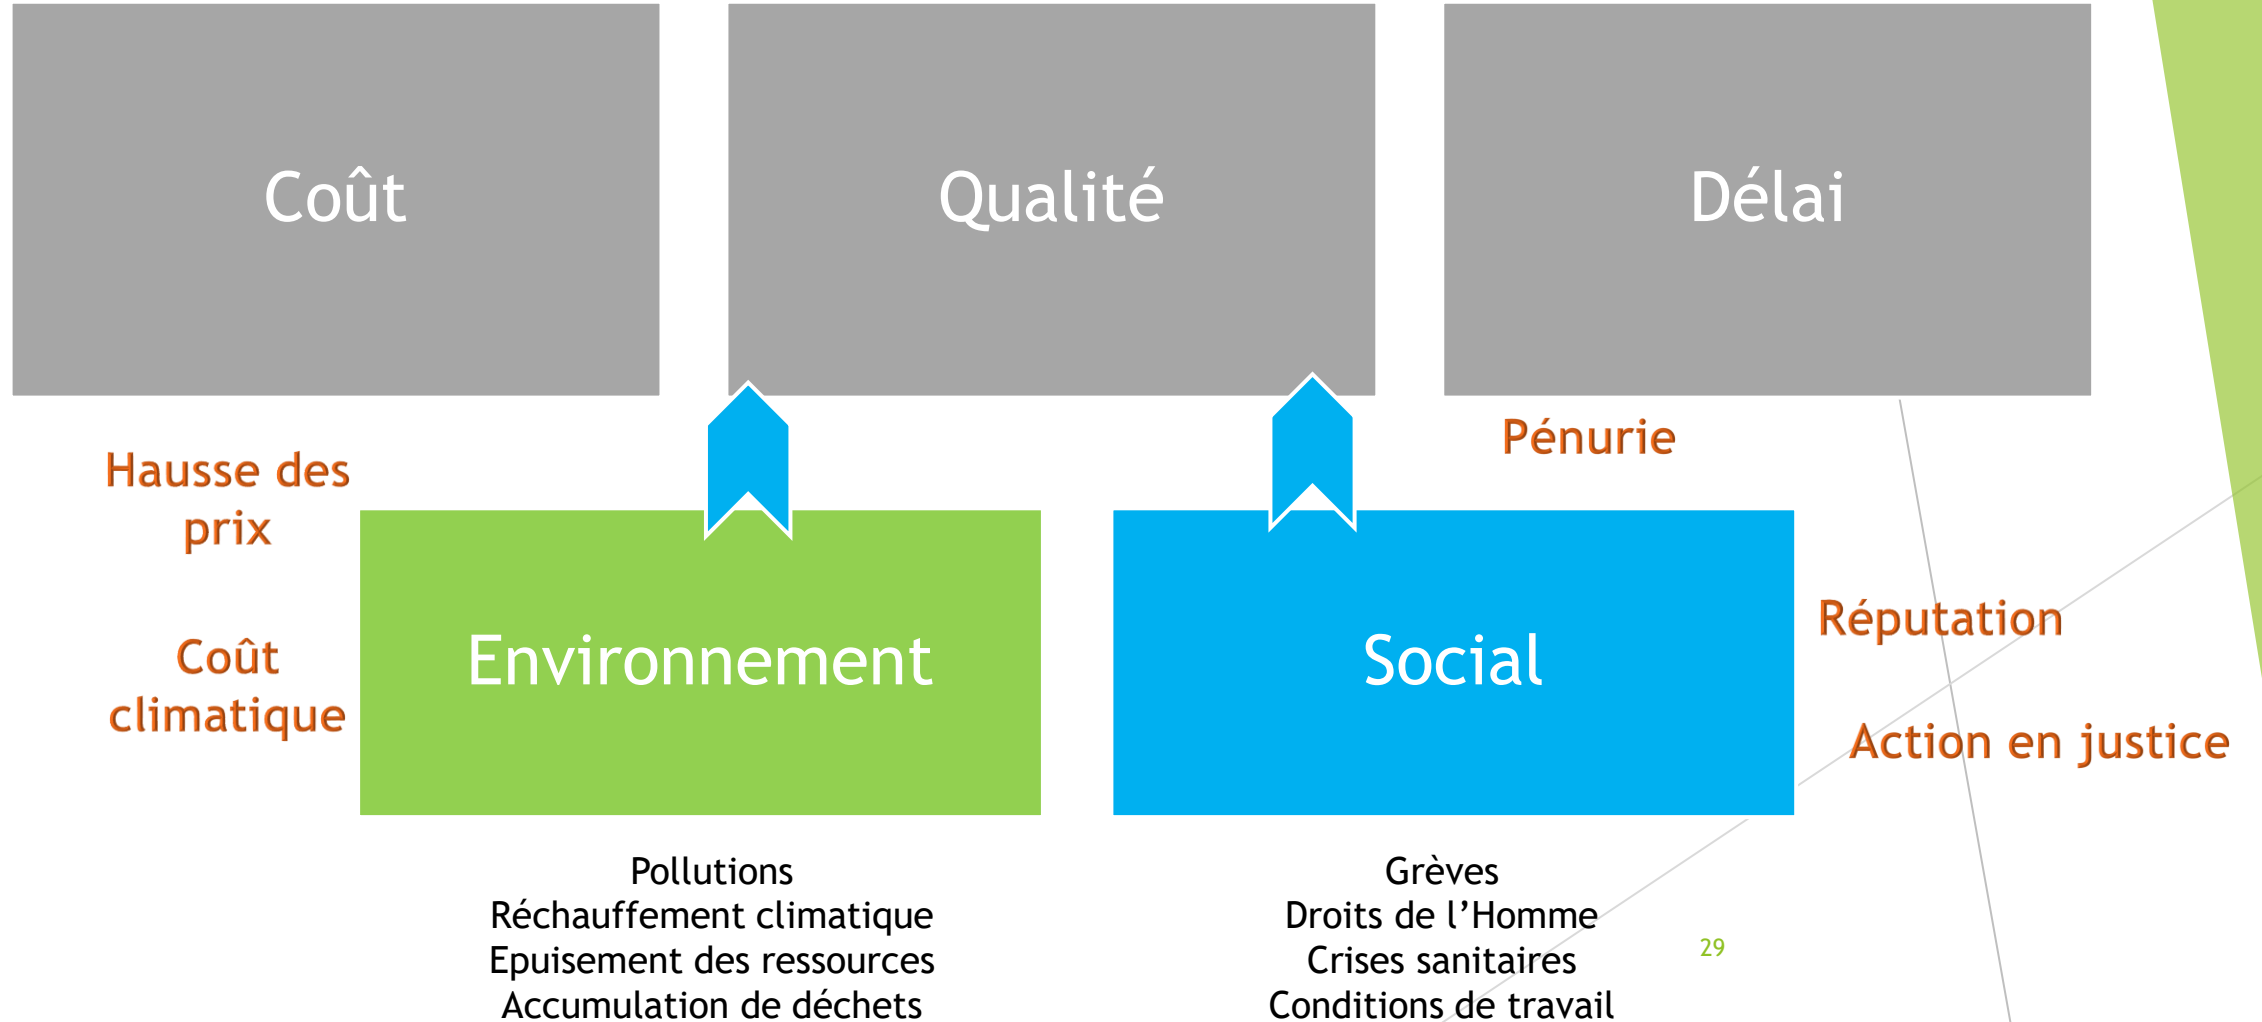 Coût
Qualité
Délai
Pénurie
Hausse des
prix
Coût
climatique
Environnement
Social
Réputation
Action en justice
Pollutions
Réchauffement climatique
Epuisement des ressources
Accumulation de déchets
Grèves
Droits de l’Homme
Crises sanitaires
Conditions de travail
29